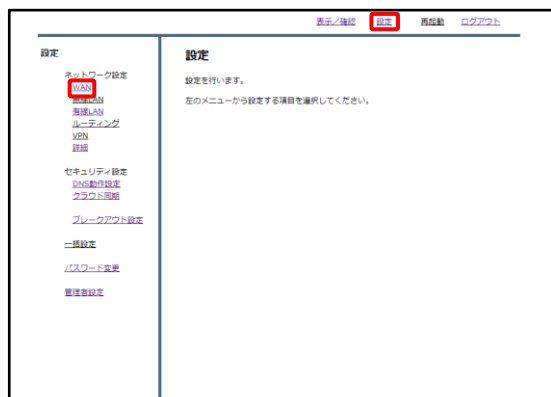 表示／確認 設定 再起動 ログアウト
設定
ネットワーク設定
WAN
無線LAN
有線LAN
ルーティング
VPN
詳細
セキュリティ設定
DNS動作設定
クラウド同期
ブレークアウト設定
一括設定
パスワード変更
管理者設定
設定
設定を行います。
左のメニューから設定する項目を選択してください。